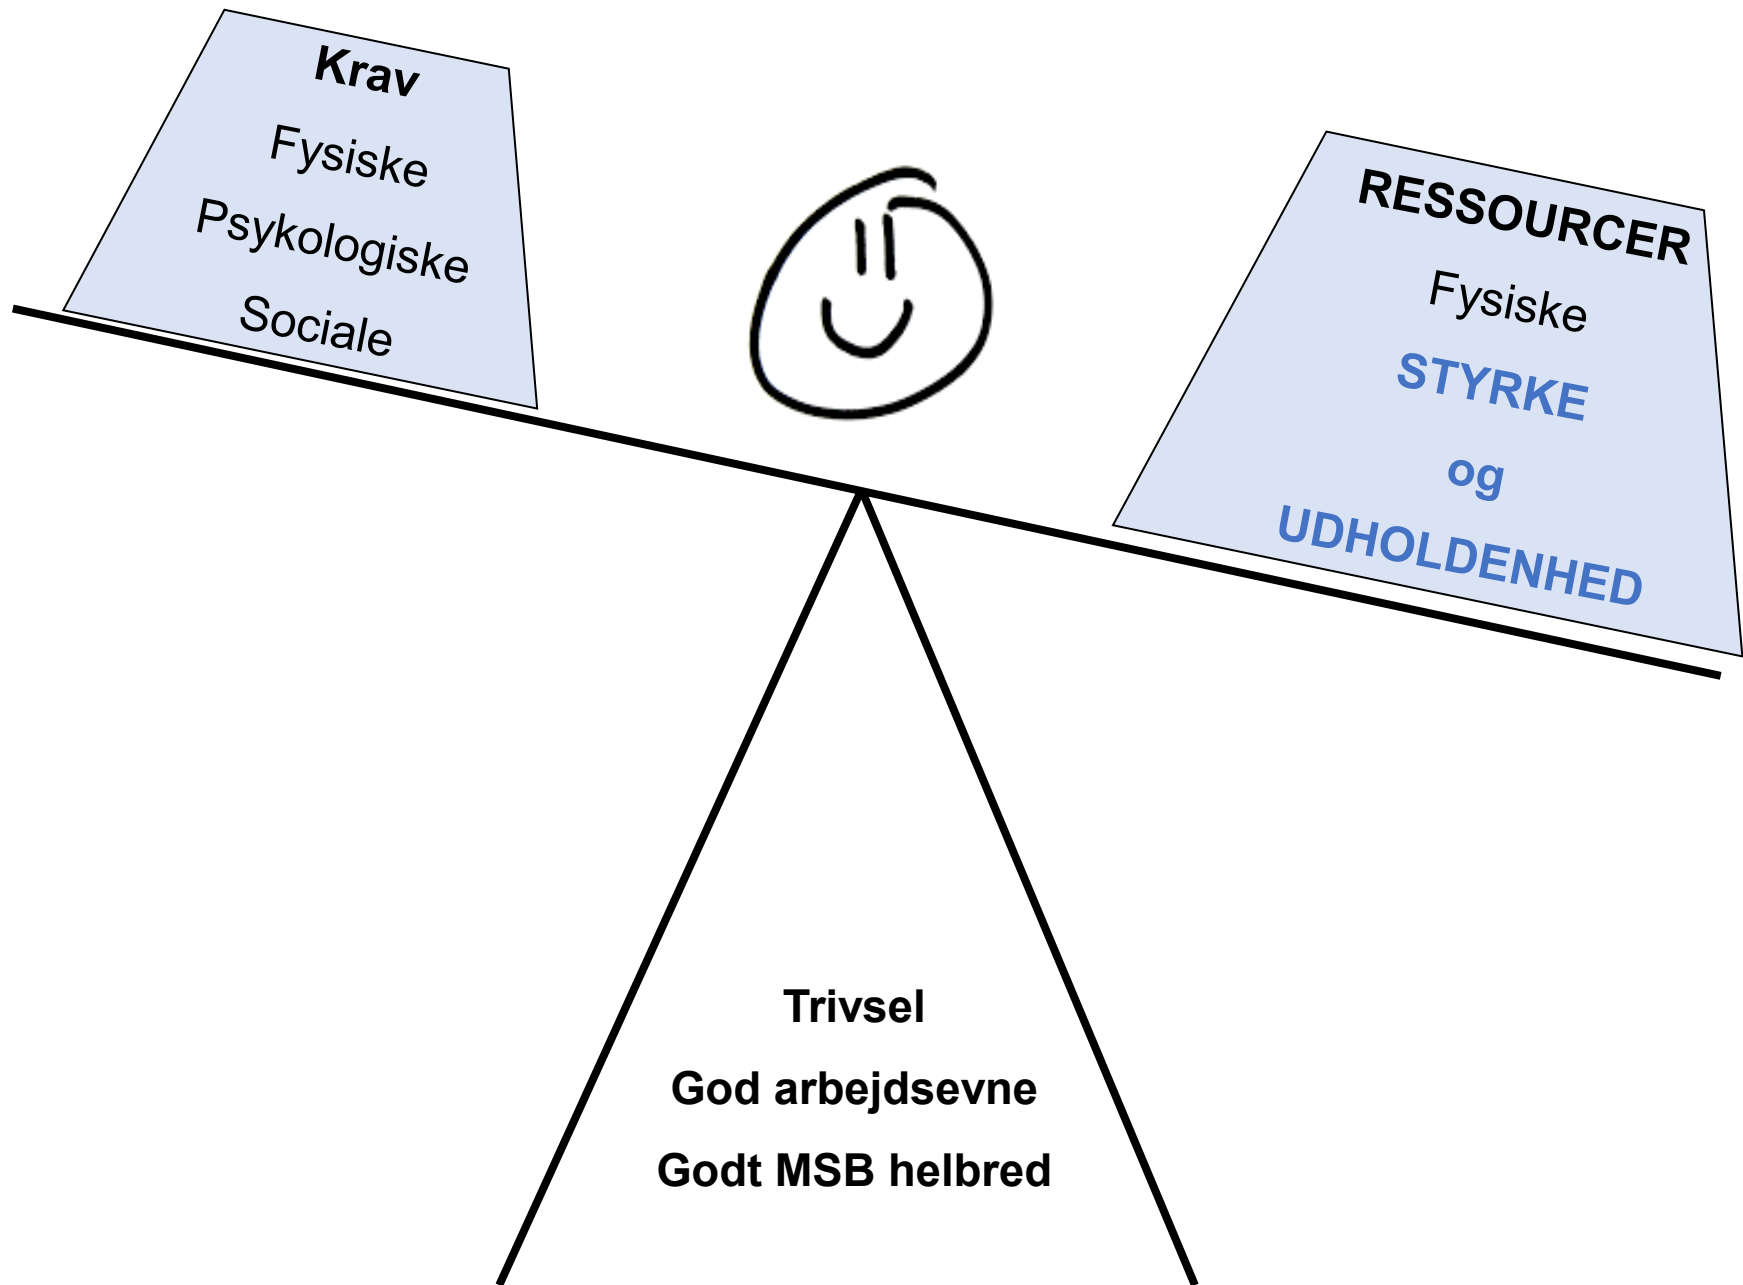 Krav
Fysiske
Psykologiske
Sociale
RESSOURCER
Fysiske
STYRKE
og
UDHOLDENHED
Trivsel
God arbejdsevne
Godt MSB helbred